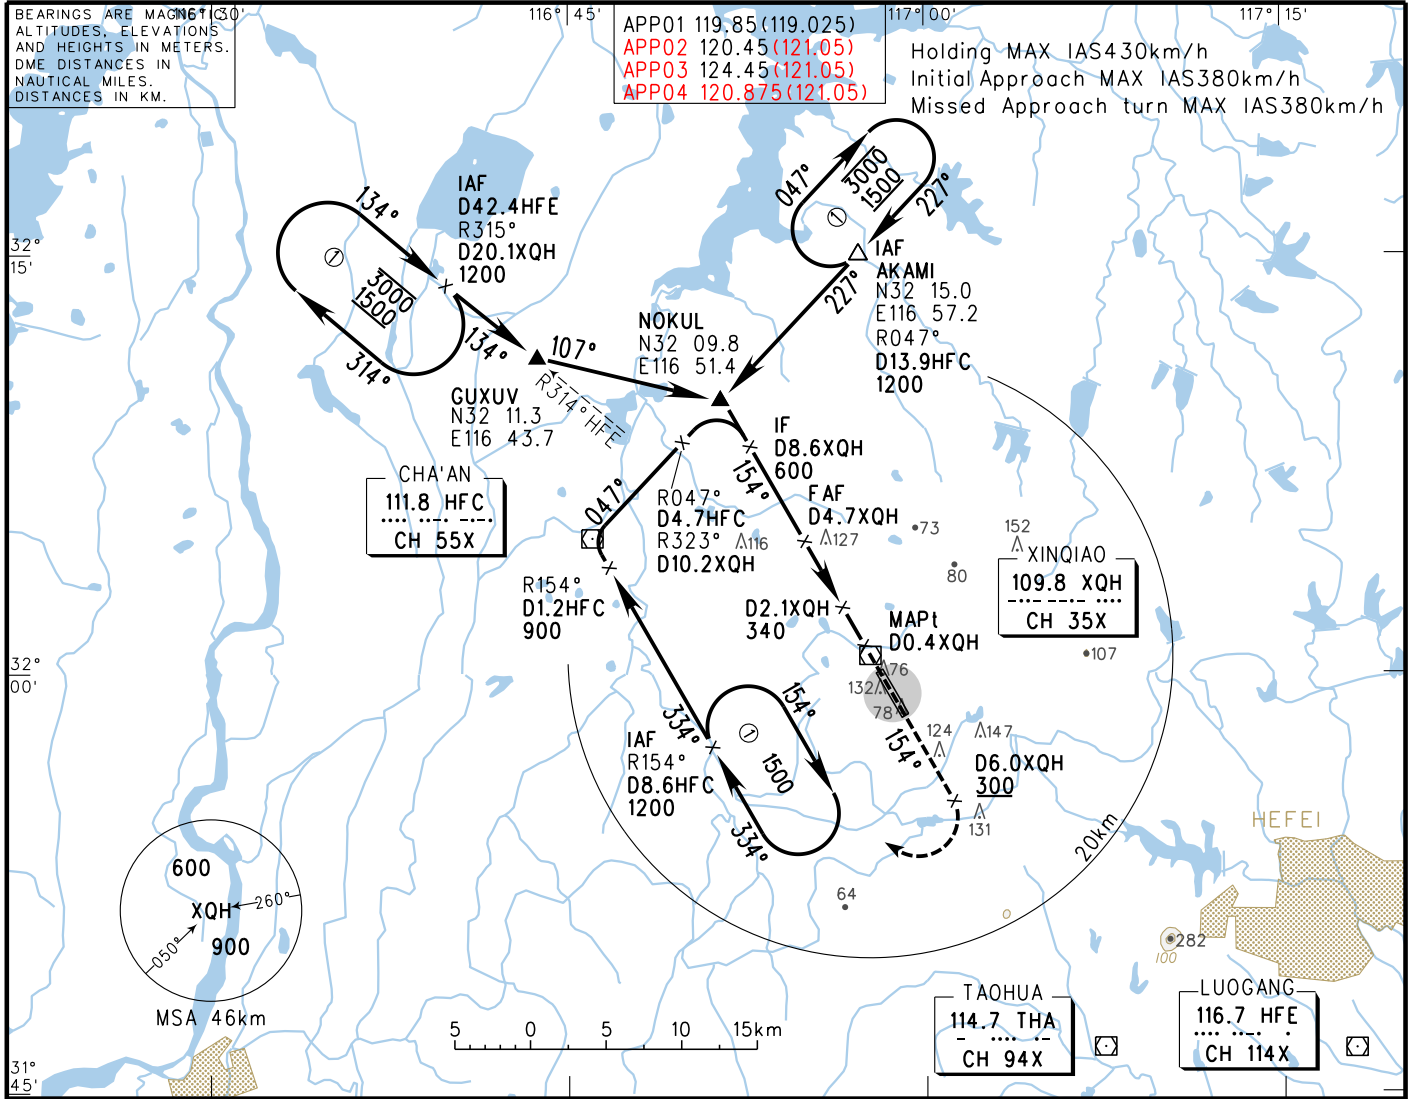 BEARINGS ARE MAGNETIC.
ALTITUDES, ELEVATIONS
AND HEIGHTS IN METERS.
DME DISTANCES IN
NAUTICAL MILES.
DISTANCES IN KM.
116°30'
116°45'
117°00'
117°15'
APP01 119.85(119.025)
APP02 120.45(121.05)
APP03 124.45(121.05)
APP04 120.875(121.05)
Holding MAX IAS430km/h
Initial Approach MAX IAS380km/h
Missed Approach turn MAX IAS380km/h
32°
15'
134°
①
3000
1500
314°
IAF
D42.4HFE
R315°
D20.1XQH
1200
134°
107°
GUXUV
N32 11.3
E116 43.7
R314°HFE
NOKUL
N32 09.8
E116 51.4
047°
3000
1500
①
227°
227°
IAF
AKAMI
N32 15.0
E116 57.2
R047°
D13.9HFC
1200
CHA'AN
111.8 HFC
.... ..-. -.-.
CH 55X
047°
R047°
D4.7HFC
R323°
D10.2XQH
IF
D8.6XQH
600
154°
FAF
D4.7XQH
116
127
73
80
152
XINQIAO
109.8 XQH
-..- --.- ....
CH 35X
107
R154°
D1.2HFC
900
D2.1XQH
340
MAPt
D0.4XQH
76
132
78
154°
124
147
D6.0XQH
300
131
32°
00'
334°
IAF
R154°
D8.6HFC
1200
154°
①
1500
334°
20km
HEFEI
64
0
282
100
600
XQH
260°
050°
900
MSA 46km
5 0 5 10 15km
TAOHUA
114.7 THA
- .... .-
CH 94X
LUOGANG
116.7 HFE
.... ..-. .
CH 114X
31°
45'